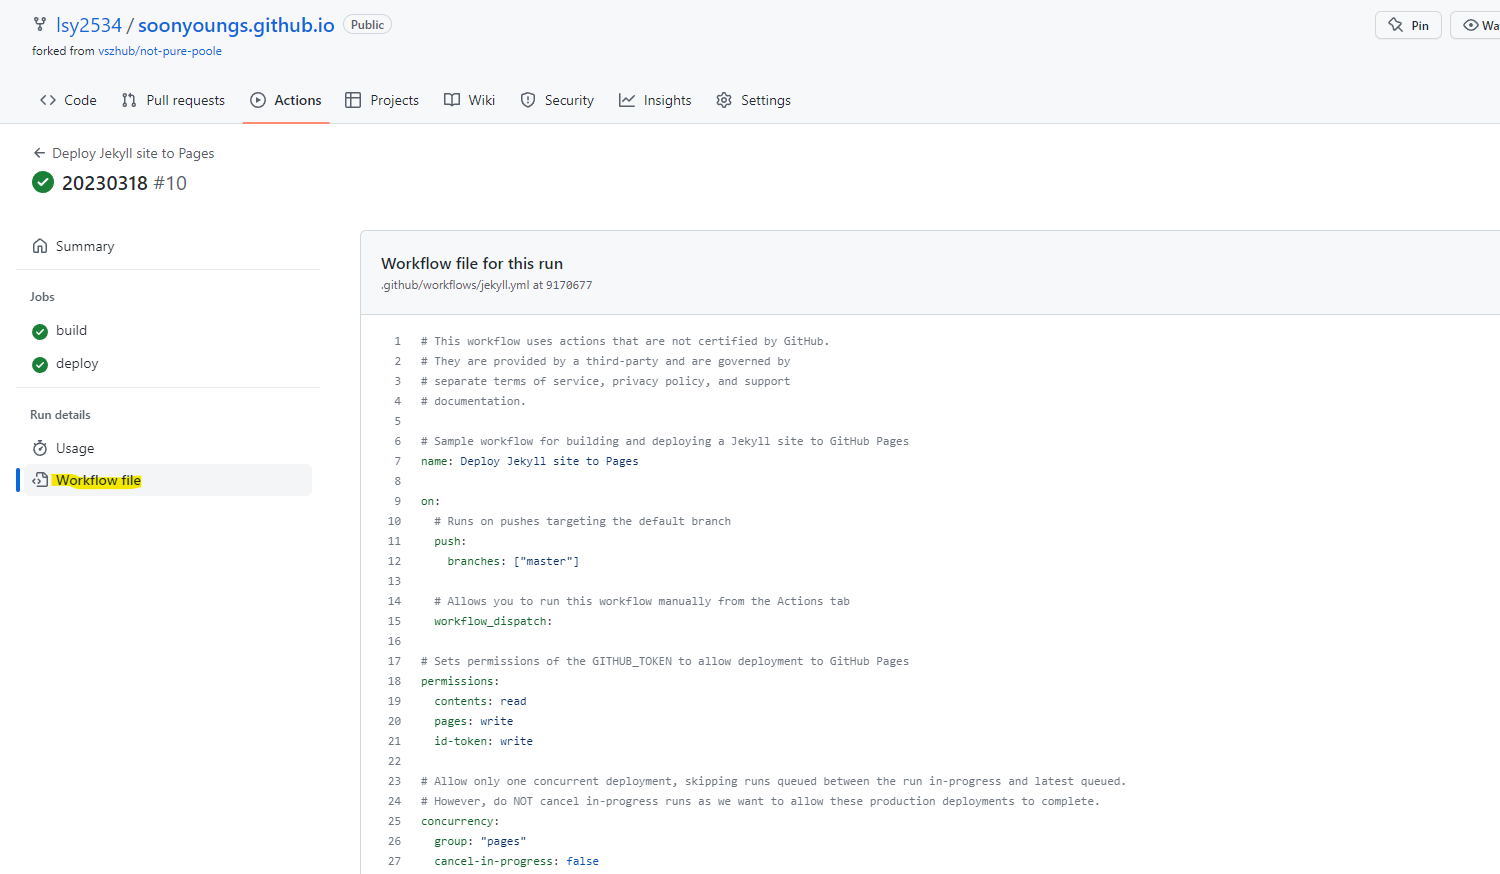 lsy2534 / soonyoungs.github.io Public
Pin
forked from vszhub/not-pure-poole
Code Pull requests Actions Projects Wiki Security Insights Settings
← Deploy Jekyll site to Pages
20230318 #10
Summary
Jobs
build
deploy
Run details
Usage
Workflow file
Workflow file for this run
.github/workflows/jekyll.yml at 9170677
1 # This workflow uses actions that are not certified by GitHub.
2 # They are provided by a third-party and are governed by
3 # separate terms of service, privacy policy, and support
4 # documentation.
5
6 # Sample workflow for building and deploying a Jekyll site to GitHub Pages
7 name: Deploy Jekyll site to Pages
8
9 on:
10 # Runs on pushes targeting the default branch
11 push:
12 branches: ["master"]
13
14 # Allows you to run this workflow manually from the Actions tab
15 workflow_dispatch:
16
17 # Sets permissions of the GITHUB_TOKEN to allow deployment to GitHub Pages
18 permissions:
19 contents: read
20 pages: write
21 id-token: write
22
23 # Allow only one concurrent deployment, skipping runs queued between the run in-progress and latest queued.
24 # However, do NOT cancel in-progress runs as we want to allow these production deployments to complete.
25 concurrency:
26 group: "pages"
27 cancel-in-progress: false